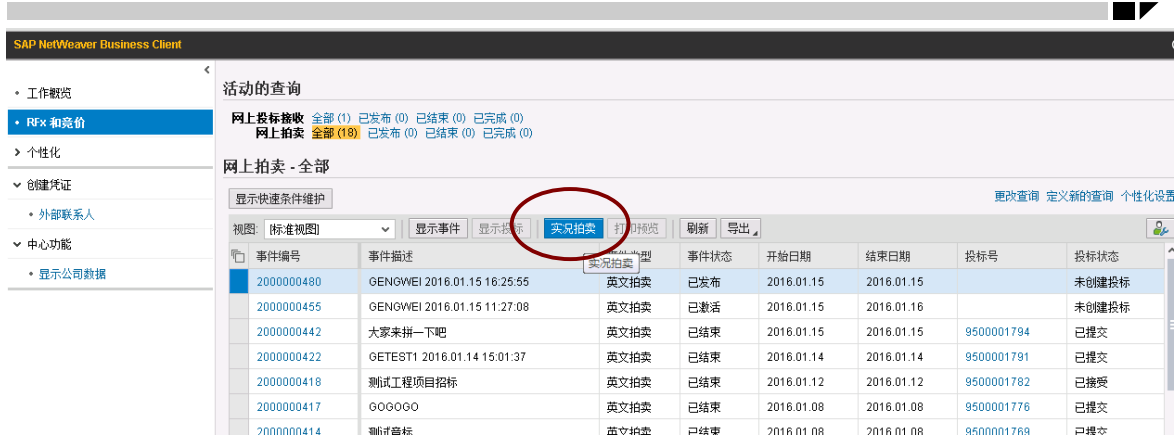 SAP NetWeaver Business Client
工作概览
RFx 和竞价
个性化
创建凭证
外部联系人
中心功能
显示公司数据
活动的查询
网上投标接收 全部 (1) 已发布 (0) 已结束 (0) 已完成 (0)
网上拍卖 全部 (18) 已发布 (0) 已结束 (0) 已完成 (0)
网上拍卖 - 全部
显示快速条件维护 更改查询 定义新的查询 个性化设置
视图: [标准视图] 显示事件 显示投标 实况拍卖 打印预览 刷新 导出
事件编号 事件描述 类型 事件状态 开始日期 结束日期 投标号 投标状态
实况拍卖
2000000480 GENGWEI 2016.01.15 16:25:55 英文拍卖 已发布 2016.01.15 2016.01.15 未创建投标
2000000455 GENGWEI 2016.01.15 11:27:08 英文拍卖 已激活 2016.01.15 2016.01.16 未创建投标
2000000442 大家来拼一下吧 英文拍卖 已结束 2016.01.15 2016.01.15 9500001794 已提交
2000000422 GETEST1 2016.01.14 15:01:37 英文拍卖 已结束 2016.01.14 2016.01.14 9500001791 已提交
2000000418 测试工程项目招标 英文拍卖 已结束 2016.01.12 2016.01.12 9500001782 已接受
2000000417 GOGOGO 英文拍卖 已结束 2016.01.08 2016.01.08 9500001776 已提交
2000000414 测试竞标 英文拍卖 已结束 2016.01.08 2016.01.08 9500001769 已提交